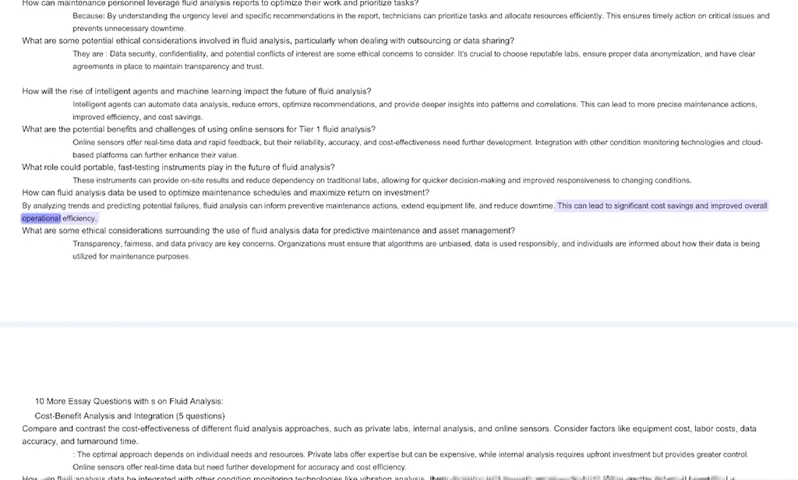 How can maintenance personnel leverage fluid analysis reports to optimize their work and prioritize tasks?
Because: By understanding the urgency level and specific recommendations in the report, technicians can prioritize tasks and allocate resources efficiently. This ensures timely action on critical issues and
prevents unnecessary downtime.
What are some potential ethical considerations involved in fluid analysis, particularly when dealing with outsourcing or data sharing?
They are : Data security, confidentiality, and potential conflicts of interest are some ethical concerns to consider. It's crucial to choose reputable labs, ensure proper data anonymization, and have clear
agreements in place to maintain transparency and trust.
How will the rise of intelligent agents and machine learning impact the future of fluid analysis?
Intelligent agents can automate data analysis, reduce errors, optimize recommendations, and provide deeper insights into patterns and correlations. This can lead to more precise maintenance actions,
improved efficiency, and cost savings.
What are the potential benefits and challenges of using online sensors for Tier 1 fluid analysis?
Online sensors offer real-time data and rapid feedback, but their reliability, accuracy, and cost-effectiveness need further development. Integration with other condition monitoring technologies and cloud-
based platforms can further enhance their value.
What role could portable, fast-testing instruments play in the future of fluid analysis?
These instruments can provide on-site results and reduce dependency on traditional labs, allowing for quicker decision-making and improved responsiveness to changing conditions.
How can fluid analysis data be used to optimize maintenance schedules and maximize return on investment?
By analyzing trends and predicting potential failures, fluid analysis can inform preventive maintenance actions, extend equipment life, and reduce downtime. This can lead to significant cost savings and improved overall
operational efficiency.
What are some ethical considerations surrounding the use of fluid analysis data for predictive maintenance and asset management?
Transparency, fairness, and data privacy are key concerns. Organizations must ensure that algorithms are unbiased, data is used responsibly, and individuals are informed about how their data is being
utilized for maintenance purposes.
10 More Essay Questions with s on Fluid Analysis:
Cost-Benefit Analysis and Integration (5 questions)
Compare and contrast the cost-effectiveness of different fluid analysis approaches, such as private labs, internal analysis, and online sensors. Consider factors like equipment cost, labor costs, data
accuracy, and turnaround time.
: The optimal approach depends on individual needs and resources. Private labs offer expertise but can be expensive, while internal analysis requires upfront investment but provides greater control.
Online sensors offer real-time data but need further development for accuracy and cost efficiency.
How can fluid analysis data be integrated with other condition monitoring technologies like vibration analysis,